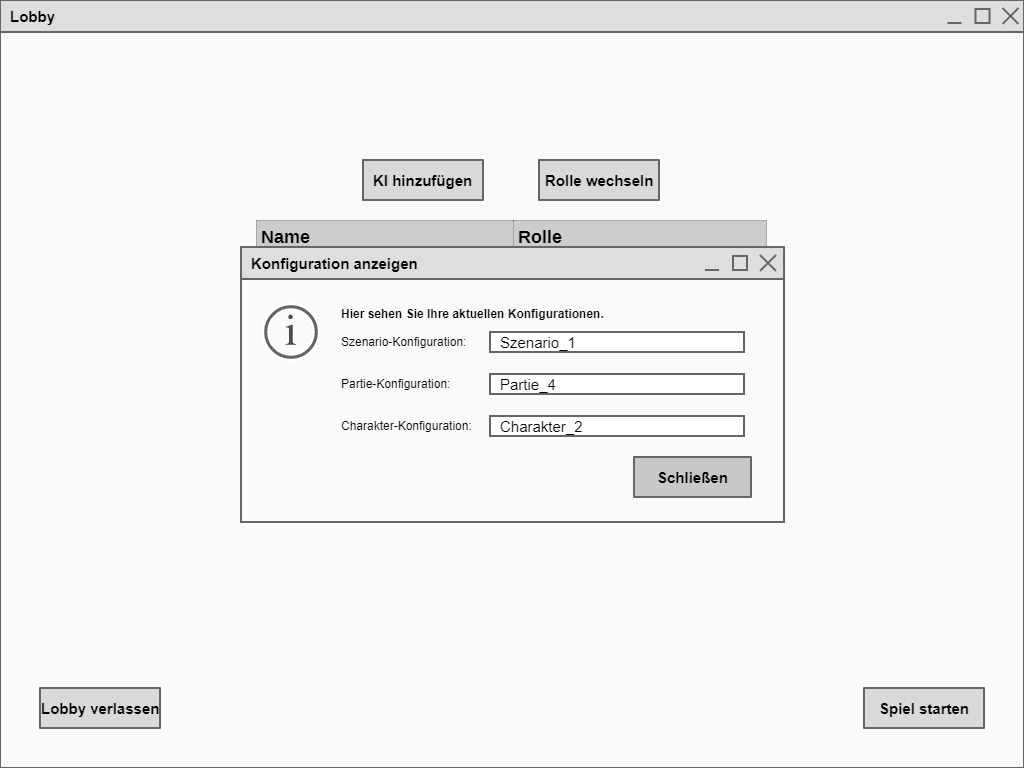 Lobby
KI hinzufügen
Rolle wechseln
Name Rolle
Konfiguration anzeigen
i
Hier sehen Sie Ihre aktuellen Konfigurationen.
Szenario-Konfiguration: Szenario_1
Partie-Konfiguration: Partie_4
Charakter-Konfiguration: Charakter_2
Schließen
Lobby verlassen
Spiel starten